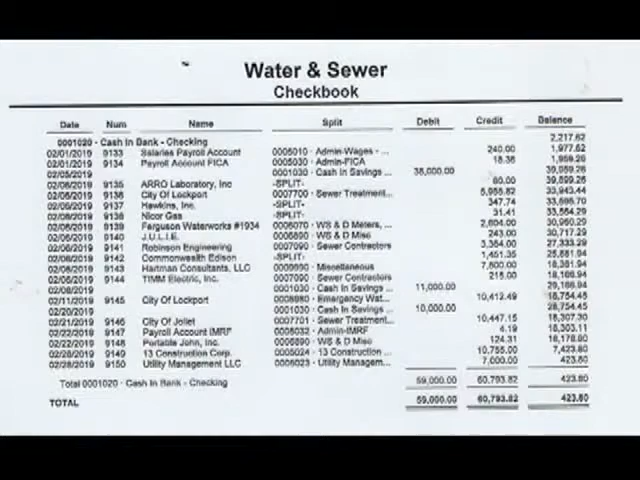 Water & Sewer
Checkbook
Date Num Name Split Debit Credit Balance
0001020 · Cash In Bank - Checking 2,217.62
02/01/2019 9133 Salaries Payroll Account 0005010 · Admin-Wages - ... 240.00 1,977.62
02/01/2019 9134 Payroll Account FICA 0005030 · Admin-FICA 18.36 1,959.26
02/05/2019 0001030 · Cash In Savings ... 38,000.00 39,959.26
02/06/2019 9135 ARRO Laboratory, Inc -SPLIT- 60.00 39,899.26
02/06/2019 9136 City Of Lockport 0007700 · Sewer Treatment... 5,955.82 33,943.44
02/06/2019 9137 Hawkins, Inc. -SPLIT- 347.74 33,595.70
02/06/2019 9138 Nicor Gas -SPLIT- 31.41 33,564.29
02/06/2019 9139 Ferguson Waterworks #1934 0006070 · WS & D Meters, ... 2,604.00 30,960.29
02/06/2019 9140 J.U.L.I.E. 0006890 · WS & D Misc 243.00 30,717.29
02/06/2019 9141 Robinson Engineering 0007090 · Sewer Contractors 3,384.00 27,333.29
02/06/2019 9142 Commonwealth Edison -SPLIT- 1,451.35 25,881.94
02/06/2019 9143 Hartman Consultants, LLC 0009990 · Miscellaneous 7,500.00 18,381.94
02/06/2019 9144 TIMM Electric, Inc. 0007090 · Sewer Contractors 215.00 18,166.94
02/08/2019 0001030 · Cash In Savings ... 11,000.00 29,166.94
02/11/2019 9145 City Of Lockport 0008980 · Emergency Wat... 10,412.49 18,754.45
02/20/2019 0001030 · Cash In Savings ... 10,000.00 28,754.45
02/21/2019 9146 City Of Joliet 0007701 · Sewer Treatment... 10,447.15 18,307.30
02/22/2019 9147 Payroll Account IMRF 0005032 · Admin-IMRF 4.19 18,303.11
02/22/2019 9148 Portable John, Inc. 0006890 · WS & D Misc 124.31 18,178.80
02/28/2019 9149 13 Construction Corp. 0005024 · 13 Construction ... 10,755.00 7,423.80
02/28/2019 9150 Utility Management LLC 0005023 · Utility Managem... 7,000.00 423.80
Total 0001020 · Cash In Bank - Checking 59,000.00 60,793.82 423.80
TOTAL 59,000.00 60,793.82 423.80